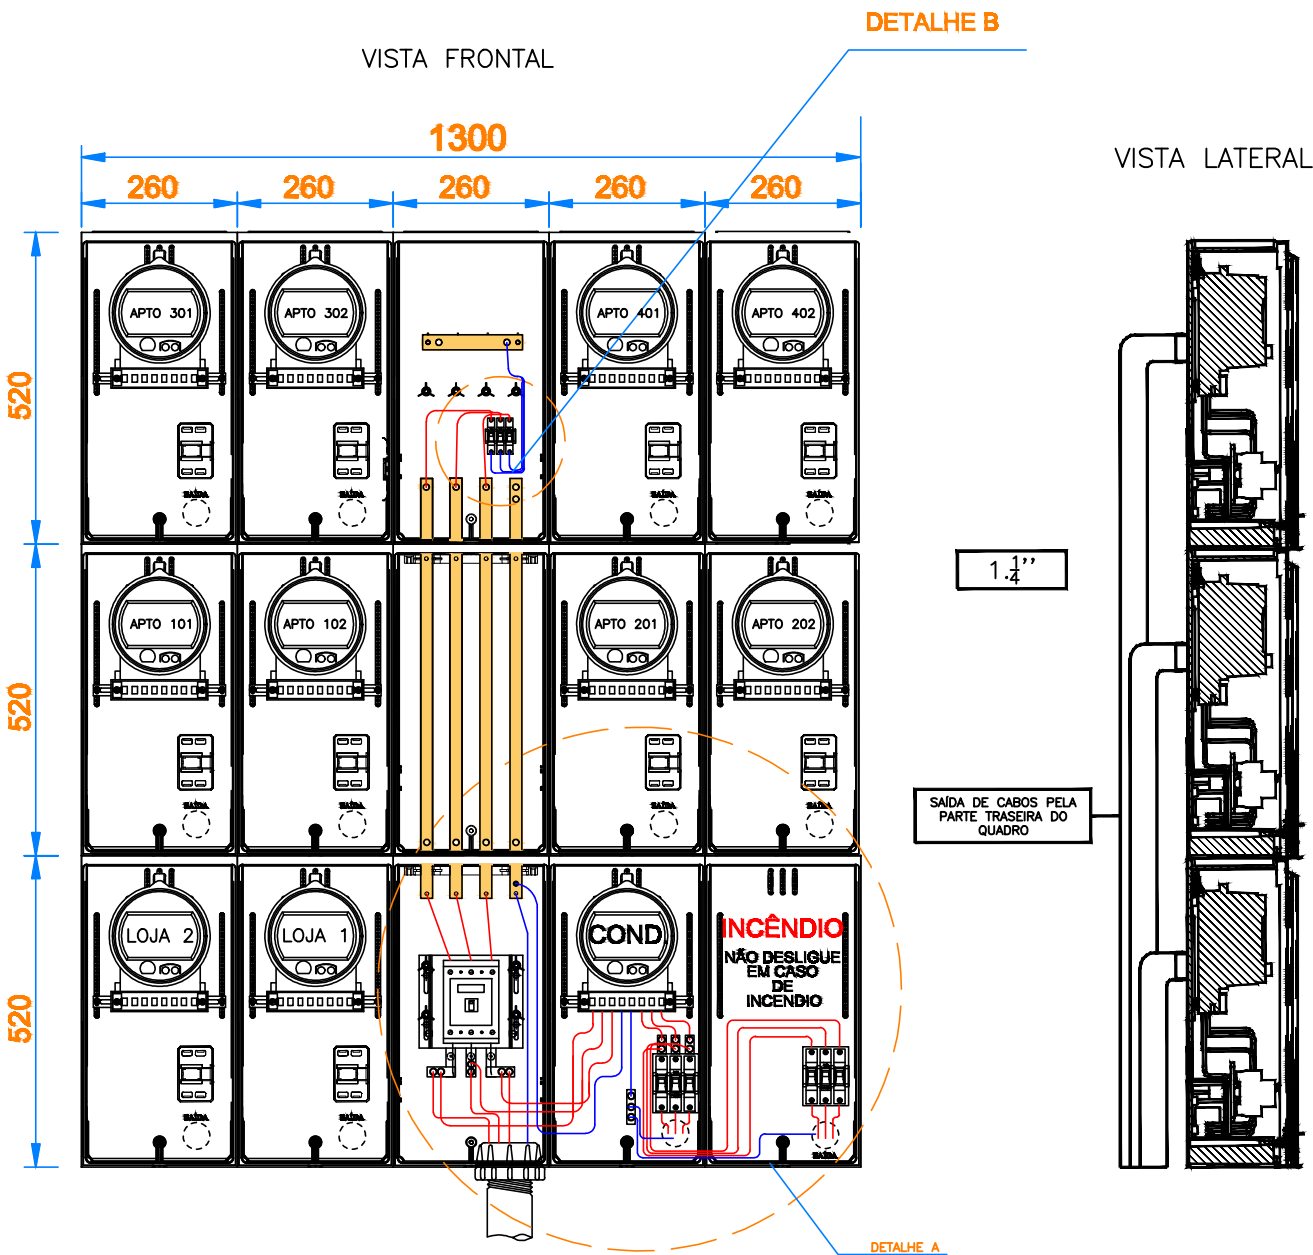 DETALHE B
VISTA FRONTAL
1300
VISTA LATERAL
260 260 260 260 260
520
APTO 301
APTO 302
APTO 401
APTO 402
SAÍDA
SAÍDA
SAÍDA
SAÍDA
520
APTO 101
APTO 102
APTO 201
APTO 202
1.1/4''
SAÍDA
SAÍDA
SAÍDA
SAÍDA
SAÍDA DE CABOS PELA
PARTE TRASEIRA DO
QUADRO
520
LOJA 2
LOJA 1
COND.
INCÊNDIO
NÃO DESLIGUE
EM CASO
DE
INCENDIO
SAÍDA
SAÍDA
SAÍDA
DETALHE A